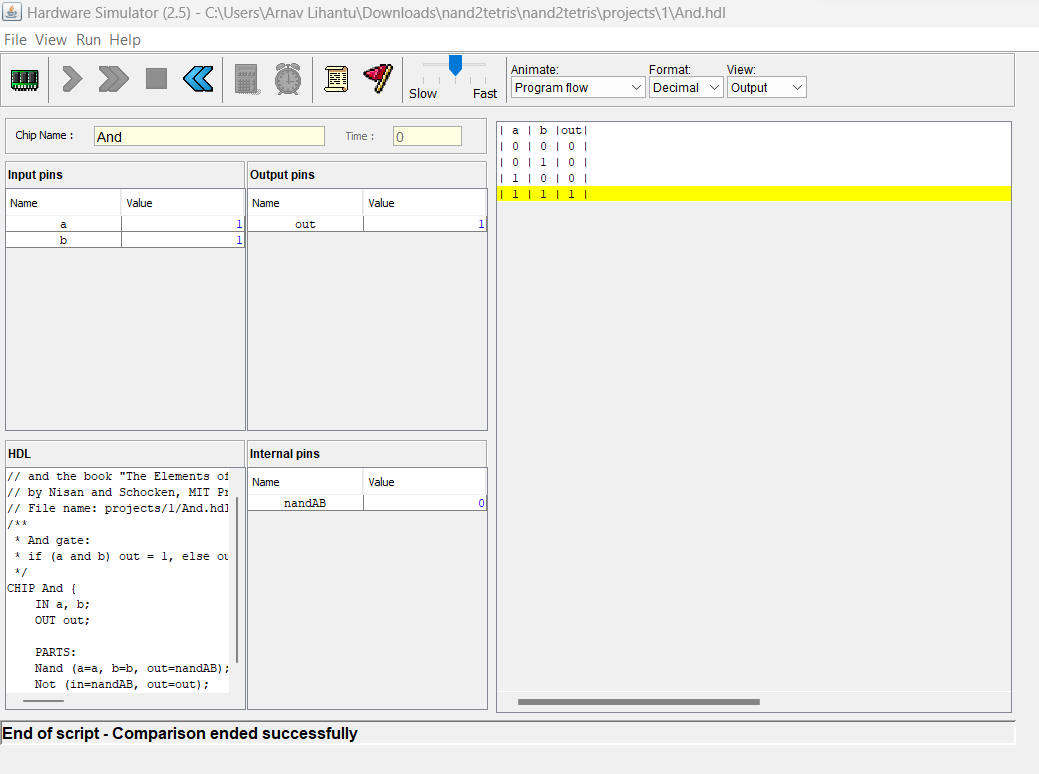 Hardware Simulator (2.5) - C:\Users\Arnav Lihantu\Downloads\nand2tetris\nand2tetris\projects\1\And.hdl
File View Run Help
Slow Fast
Animate: Format: View:
Program flow Decimal Output
Chip Name : And Time : 0
Input pins
Name Value
a 1
b 1
Output pins
Name Value
out 1
HDL
// and the book "The Elements of
// by Nisan and Schocken, MIT Pr
// File name: projects/1/And.hdl
/**
* And gate:
* if (a and b) out = 1, else ou
*/
CHIP And {
IN a, b;
OUT out;
PARTS:
Nand (a=a, b=b, out=nandAB);
Not (in=nandAB, out=out);
Internal pins
Name Value
nandAB 0
| a | b |out|
| 0 | 0 | 0 |
| 0 | 1 | 0 |
| 1 | 0 | 0 |
| 1 | 1 | 1 |
End of script - Comparison ended successfully